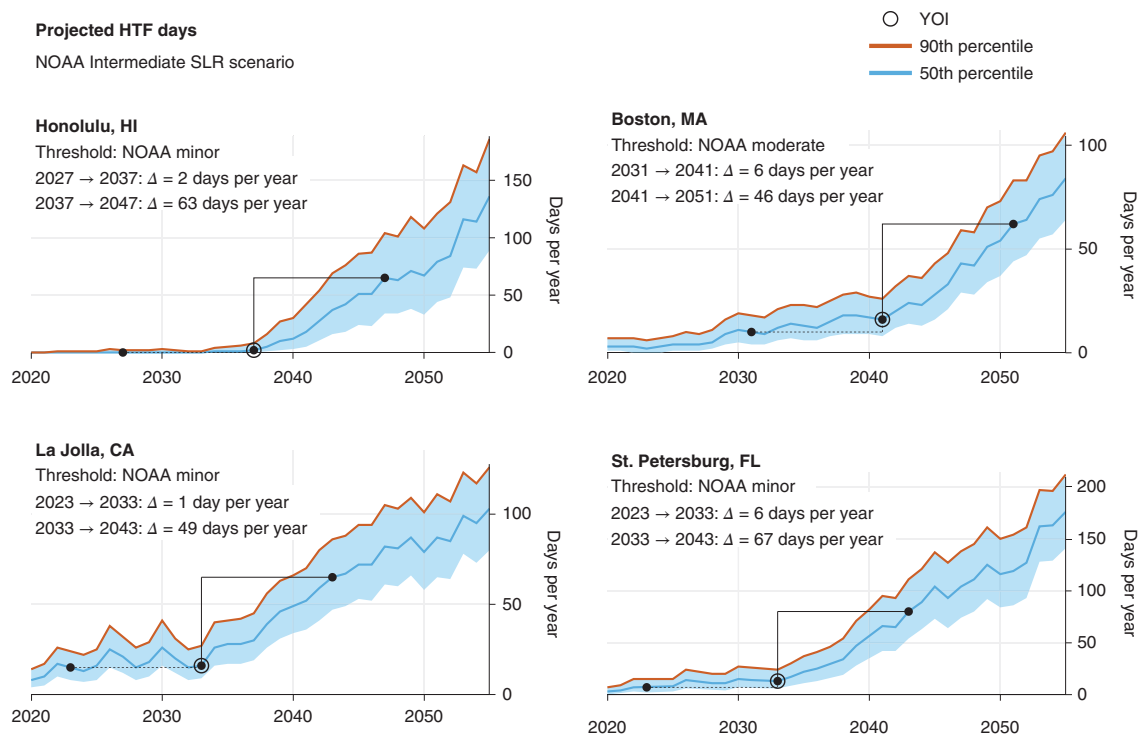 Projected HTF days
NOAA Intermediate SLR scenario
YOI
90th percentile
50th percentile
Honolulu, HI
Threshold: NOAA minor
2027 → 2037: Δ = 2 days per year
2037 → 2047: Δ = 63 days per year
150
100
50
0
Days per year
2020
2030
2040
2050
Boston, MA
Threshold: NOAA moderate
2031 → 2041: Δ = 6 days per year
2041 → 2051: Δ = 46 days per year
100
50
0
Days per year
2020
2030
2040
2050
La Jolla, CA
Threshold: NOAA minor
2023 → 2033: Δ = 1 day per year
2033 → 2043: Δ = 49 days per year
100
50
0
Days per year
2020
2030
2040
2050
St. Petersburg, FL
Threshold: NOAA minor
2023 → 2033: Δ = 6 days per year
2033 → 2043: Δ = 67 days per year
200
150
100
50
0
Days per year
2020
2030
2040
2050